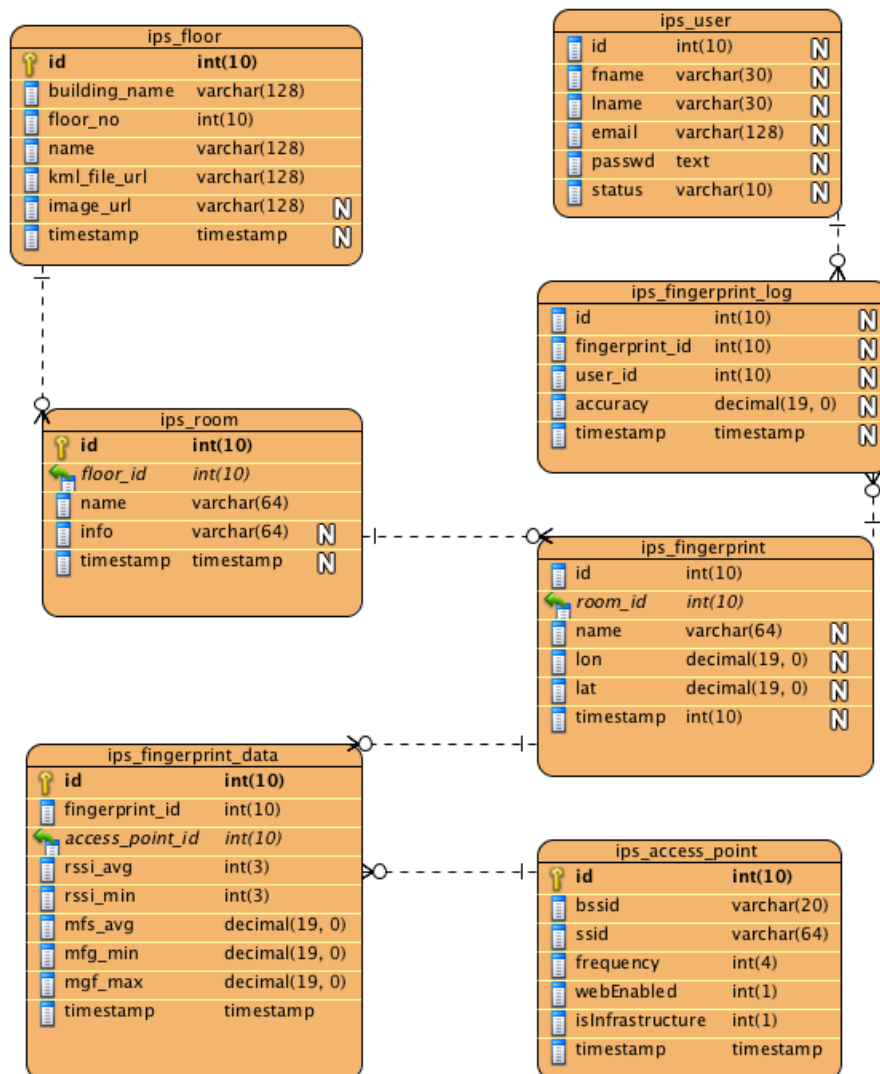 ips_floor
id int(10)
building_name varchar(128)
floor_no int(10)
name varchar(128)
kml_file_url varchar(128)
image_url varchar(128) N
timestamp timestamp N
ips_user
id int(10) N
fname varchar(30) N
lname varchar(30) N
email varchar(128) N
passwd text N
status varchar(10) N
ips_fingerprint_log
id int(10) N
fingerprint_id int(10) N
user_id int(10) N
accuracy decimal(19, 0) N
timestamp timestamp N
ips_room
id int(10)
floor_id int(10)
name varchar(64)
info varchar(64) N
timestamp timestamp N
ips_fingerprint
id int(10)
room_id int(10)
name varchar(64) N
lon decimal(19, 0) N
lat decimal(19, 0) N
timestamp int(10) N
ips_fingerprint_data
id int(10)
fingerprint_id int(10)
access_point_id int(10)
rssi_avg int(3)
rssi_min int(3)
mfs_avg decimal(19, 0)
mfg_min decimal(19, 0)
mgf_max decimal(19, 0)
timestamp timestamp
ips_access_point
id int(10)
bssid varchar(20)
ssid varchar(64)
frequency int(4)
webEnabled int(1)
isInfrastructure int(1)
timestamp timestamp